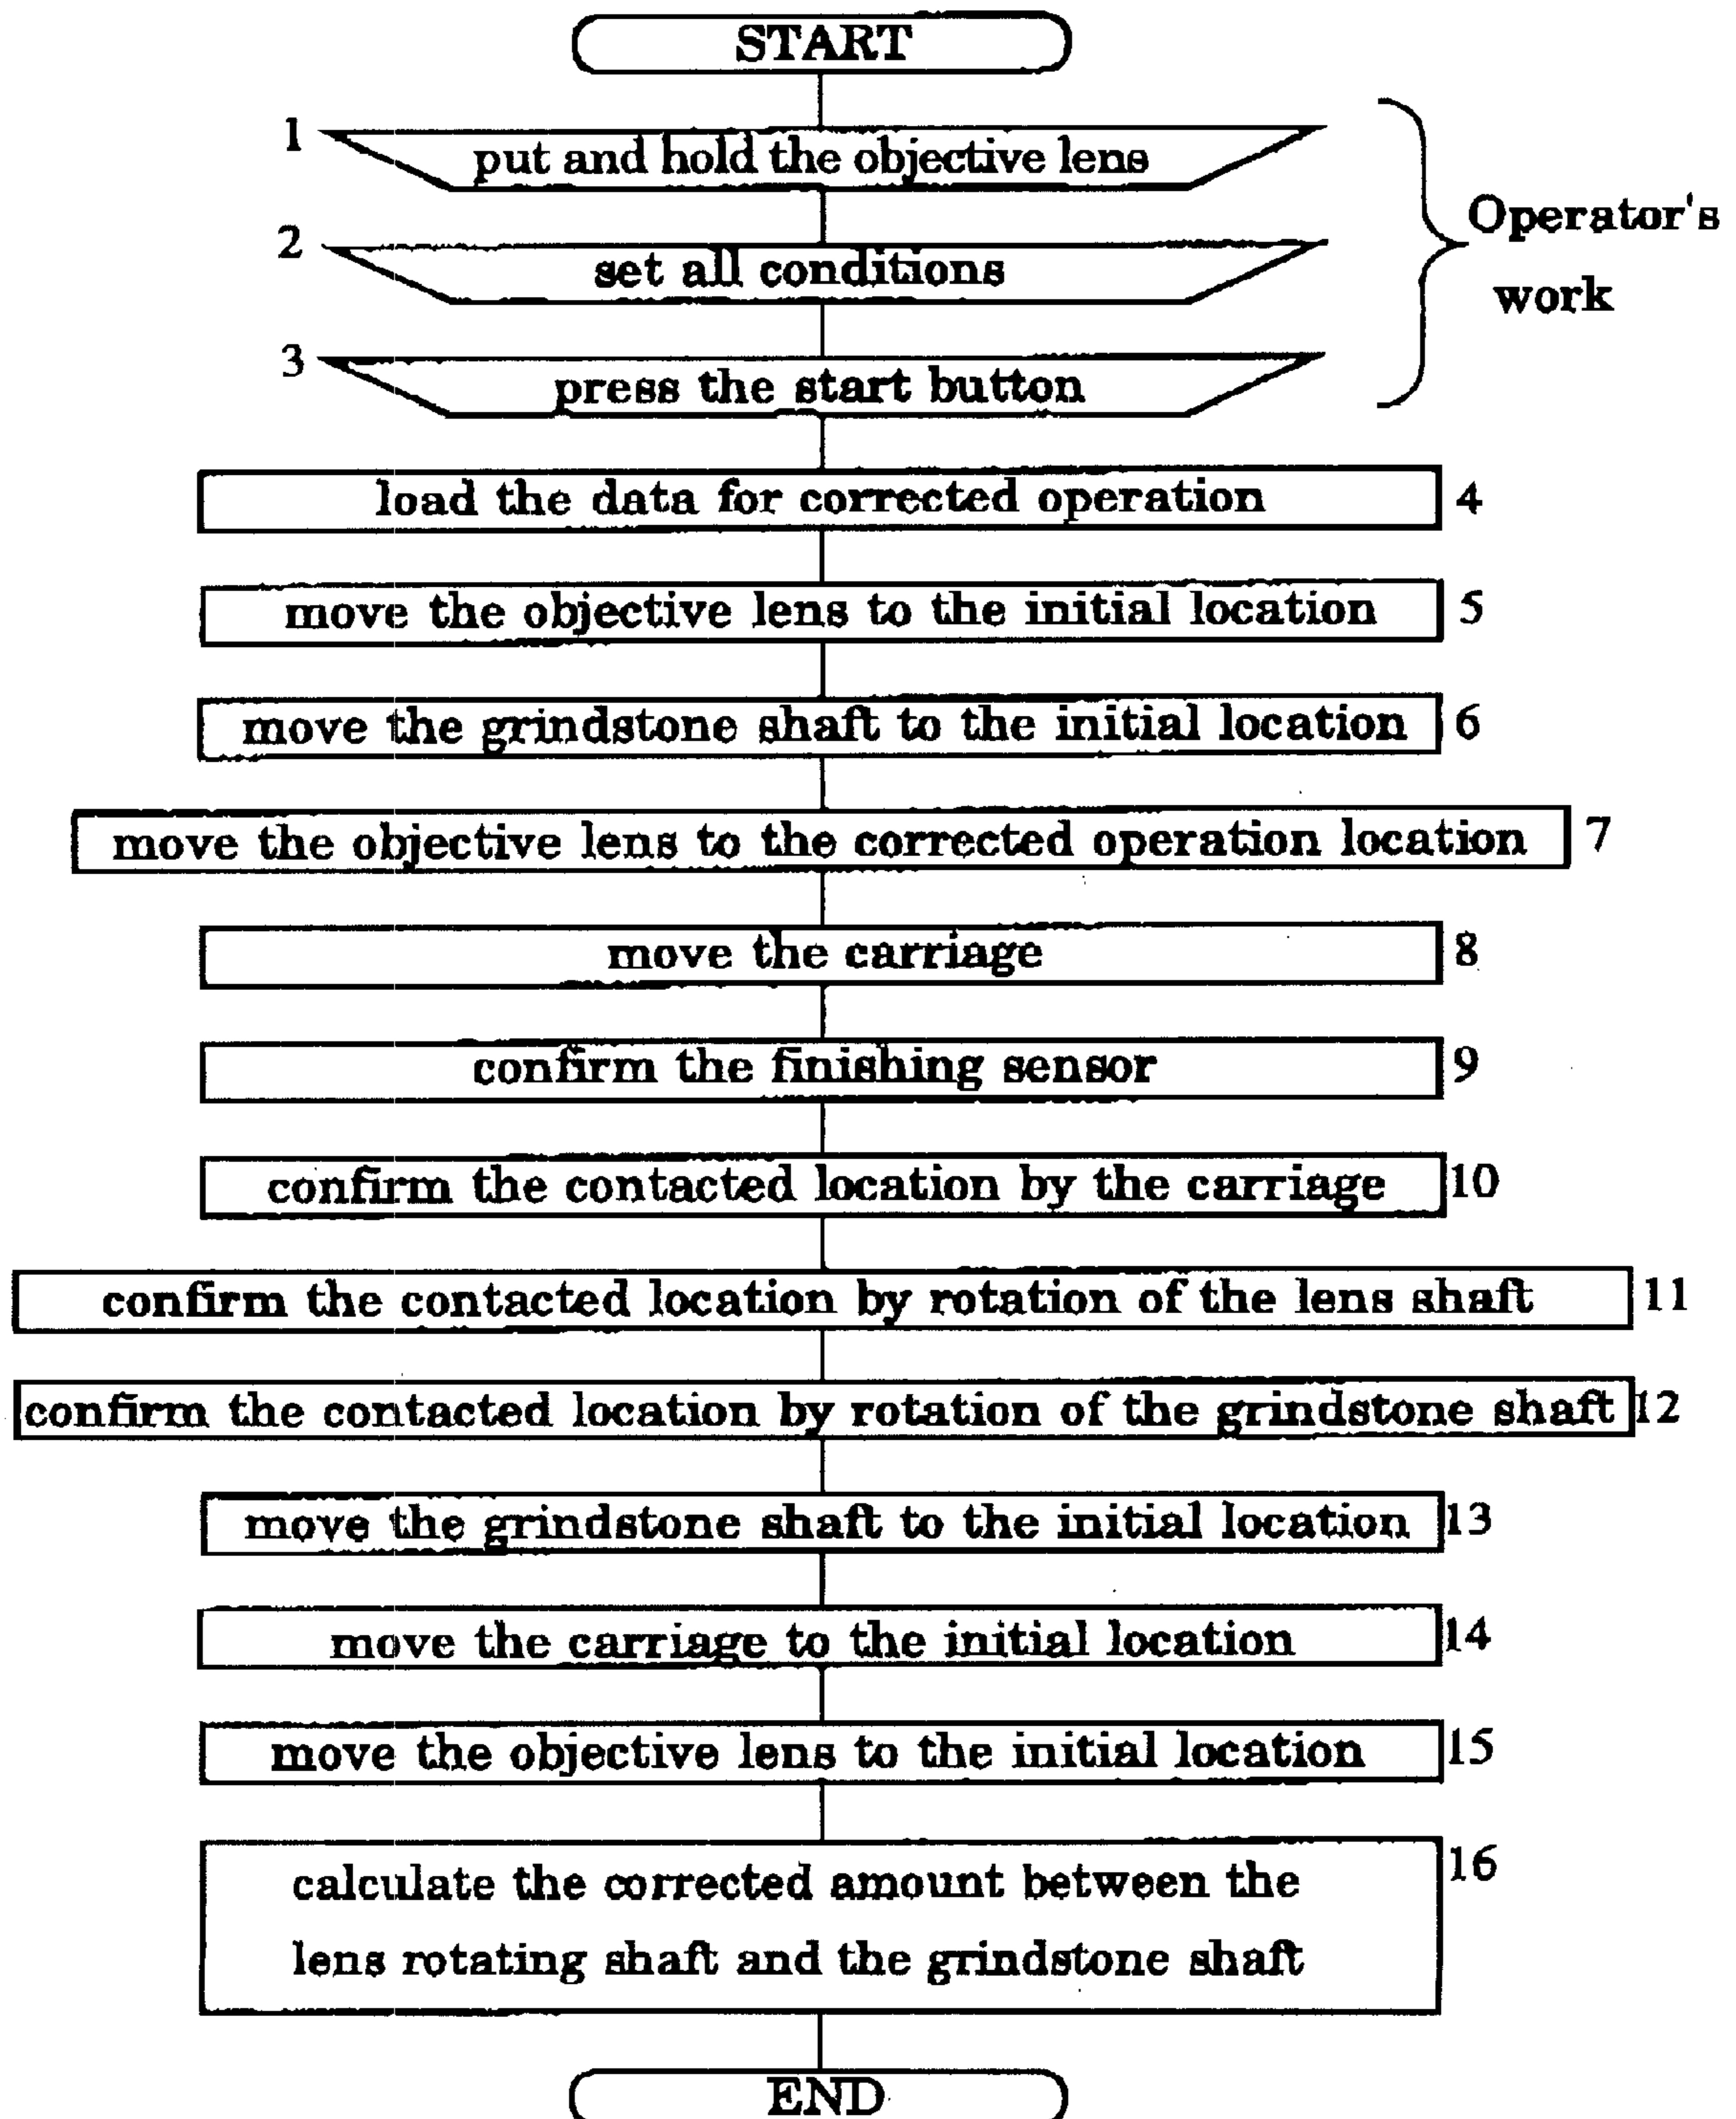 START
1 put and hold the objective lens
2 set all conditions
3 press the start button
Operator's
work
load the data for corrected operation 4
move the objective lens to the initial location 5
move the grindstone shaft to the initial location 6
move the objective lens to the corrected operation location 7
move the carriage 8
confirm the finishing sensor 9
confirm the contacted location by the carriage 10
confirm the contacted location by rotation of the lens shaft 11
confirm the contacted location by rotation of the grindstone shaft 12
move the grindstone shaft to the initial location 13
move the carriage to the initial location 14
move the objective lens to the initial location 15
calculate the corrected amount between the 16
lens rotating shaft and the grindstone shaft
END